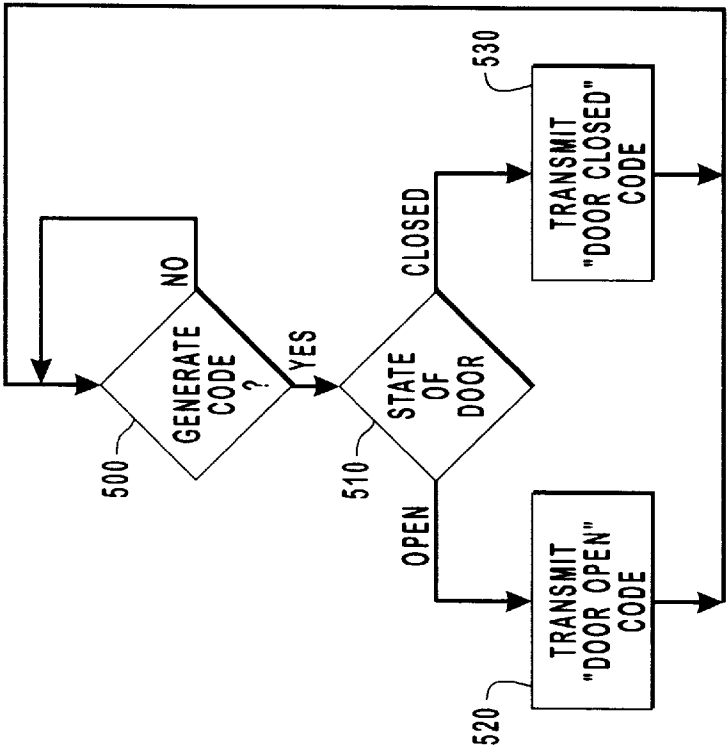 500
GENERATE
CODE
?
NO
YES
510
STATE
OF
DOOR
OPEN
CLOSED
520
TRANSMIT
"DOOR OPEN"
CODE
530
TRANSMIT
"DOOR CLOSED"
CODE